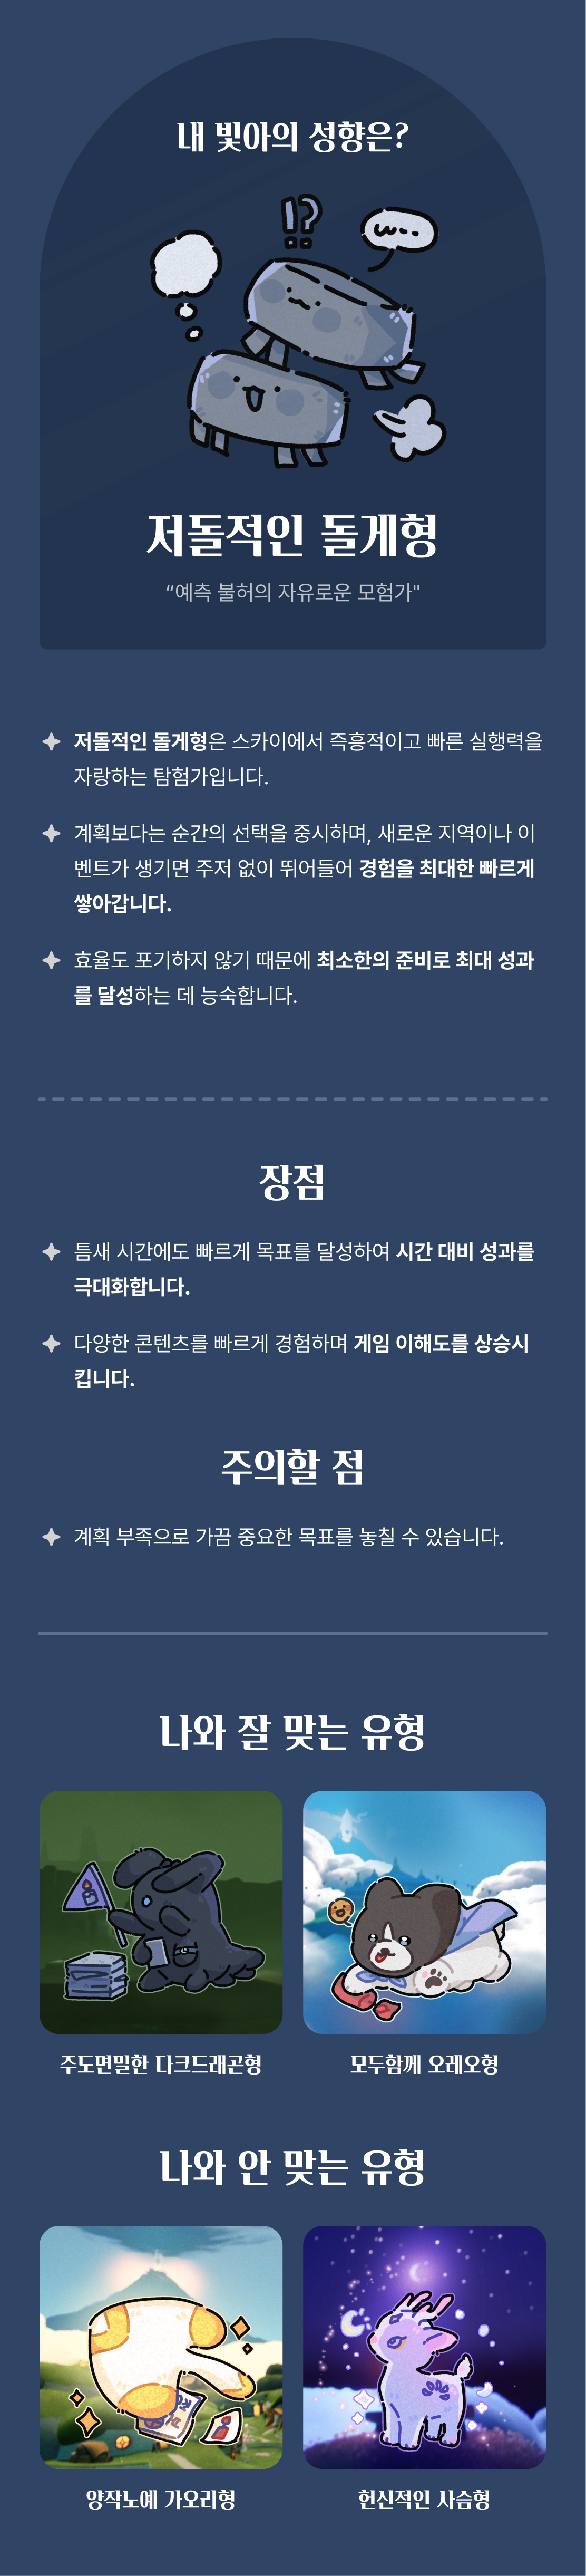 내 빛아의 성향은?
!?
w--
저돌적인 돌게형
“예측 불허의 자유로운 모험가"
저돌적인 돌게형은 스카이에서 즉흥적이고 빠른 실행력을
자랑하는 탐험가입니다.
계획보다는 순간의 선택을 중시하며, 새로운 지역이나 이
벤트가 생기면 주저 없이 뛰어들어 경험을 최대한 빠르게
쌓아갑니다.
효율도 포기하지 않기 때문에 최소한의 준비로 최대 성과
를 달성하는 데 능숙합니다.
장점
틈새 시간에도 빠르게 목표를 달성하여 시간 대비 성과를
극대화합니다.
다양한 콘텐츠를 빠르게 경험하며 게임 이해도를 상승시
킵니다.
주의할 점
계획 부족으로 가끔 중요한 목표를 놓칠 수 있습니다.
나와 잘 맞는 유형
주도면밀한 다크드래곤형
모두함께 오레오형
나와 안 맞는 유형
양작노예 가오리형
헌신적인 사슴형